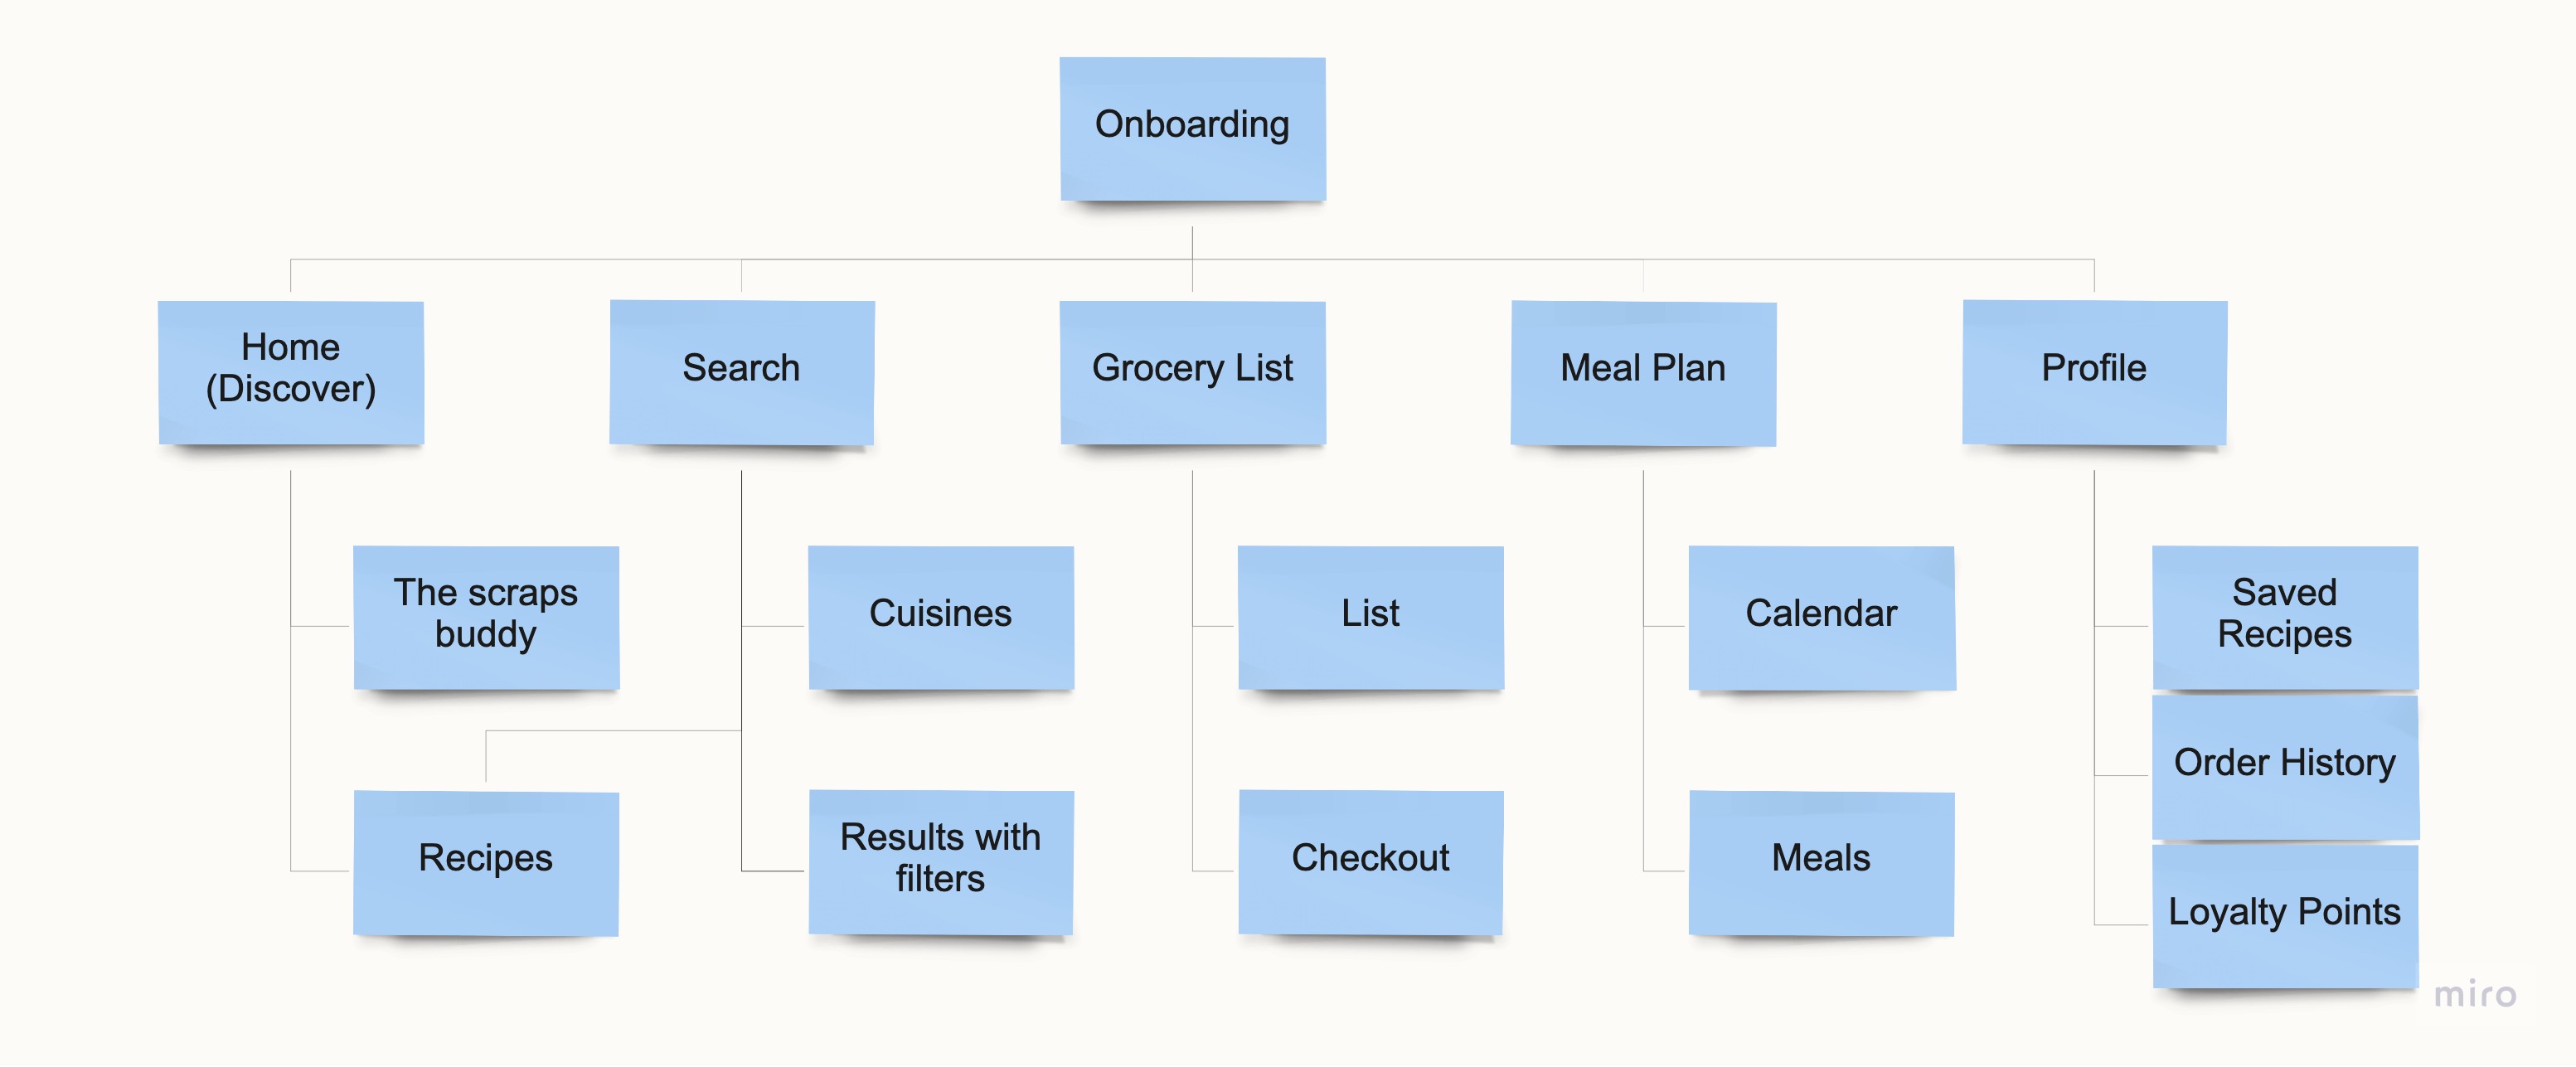 Onboarding
Home
(Discover)
Search
Grocery List
Meal Plan
Profile
The scraps
buddy
Cuisines
List
Calendar
Saved
Recipes
Order History
Recipes
Results with
filters
Checkout
Meals
Loyalty Points
miro